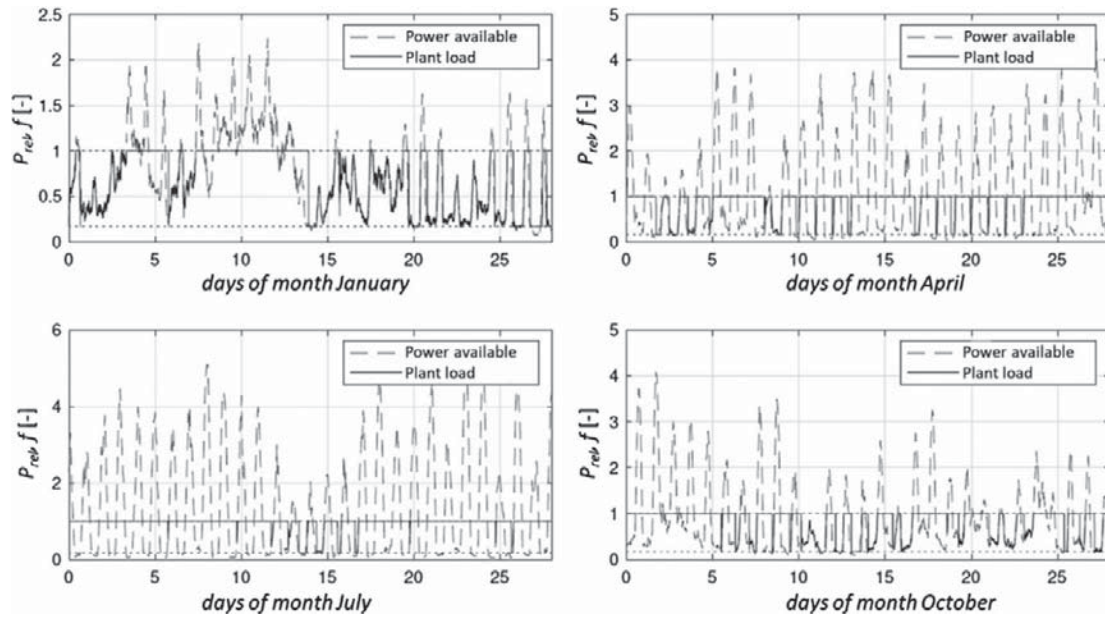 2.5
2
1.5
1
0.5
0
P_rel, f [-]
Power available
Plant load
0 5 10 15 20 25
days of month January
5
4
3
2
1
0
P_rel, f [-]
Power available
Plant load
0 5 10 15 20 25
days of month April
6
4
2
0
P_rel, f [-]
Power available
Plant load
0 5 10 15 20 25
days of month July
5
4
3
2
1
0
P_rel, f [-]
Power available
Plant load
0 5 10 15 20 25
days of month October